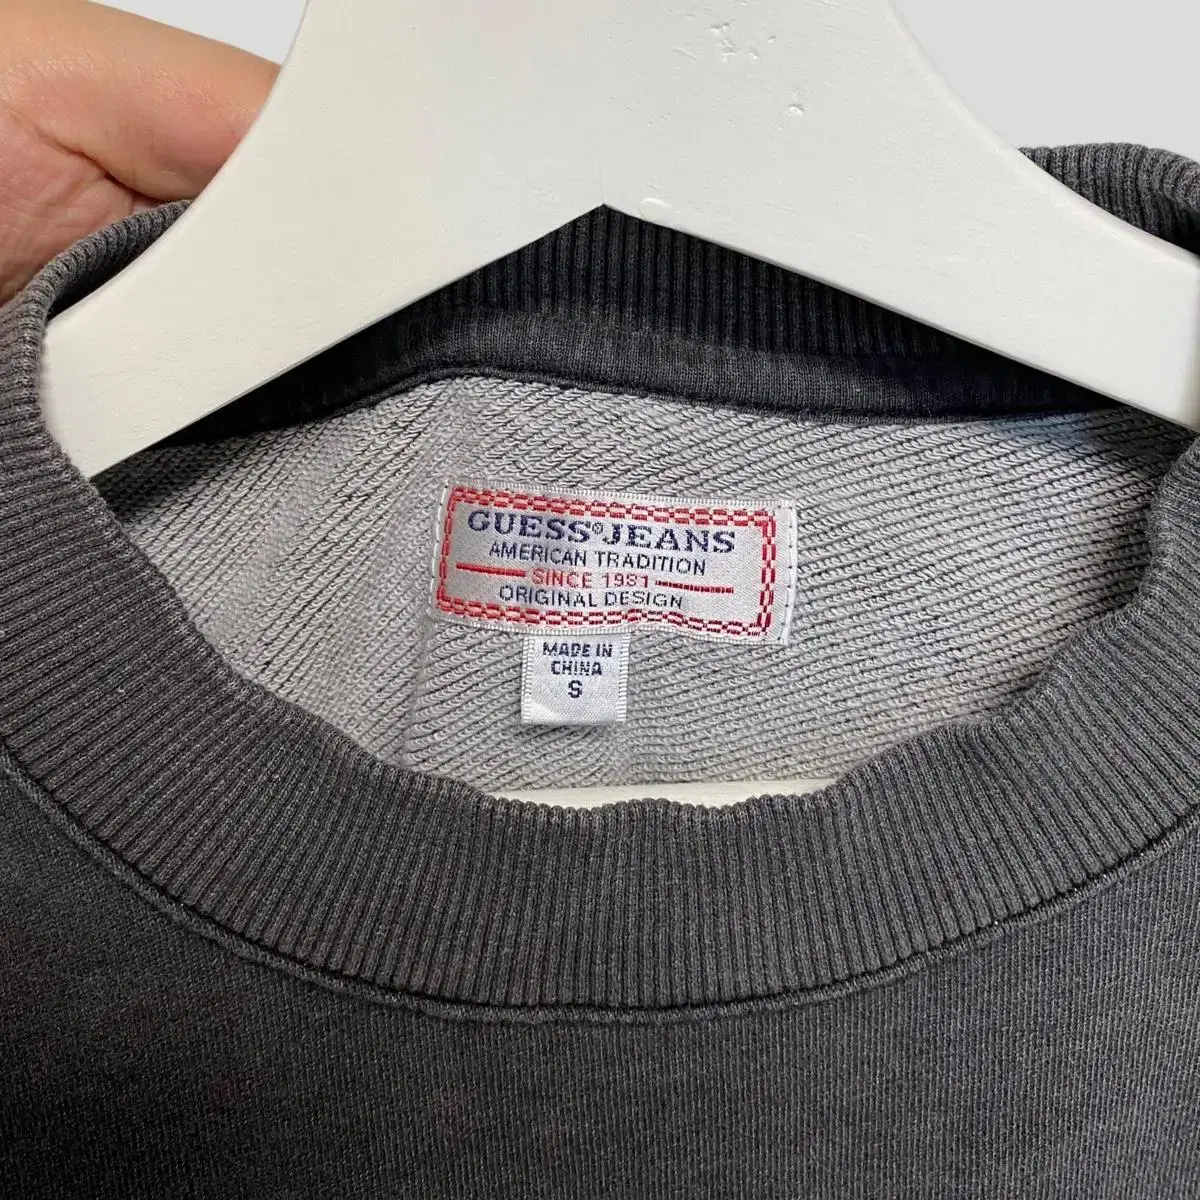 GUESS® JEANS
AMERICAN TRADITION
SINCE 1981
ORIGINAL DESIGN
MADE IN
CHINA
S